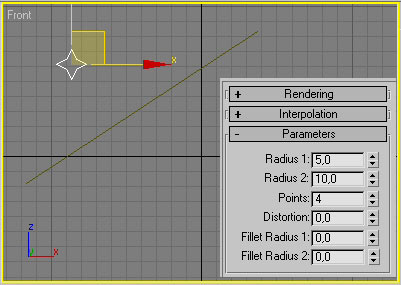 Front
x
+ Rendering
+ Interpolation
- Parameters
Radius 1: 5,0
Radius 2: 10,0
Points: 4
Distortion: 0,0
Fillet Radius 1: 0,0
Fillet Radius 2: 0,0
z
y x